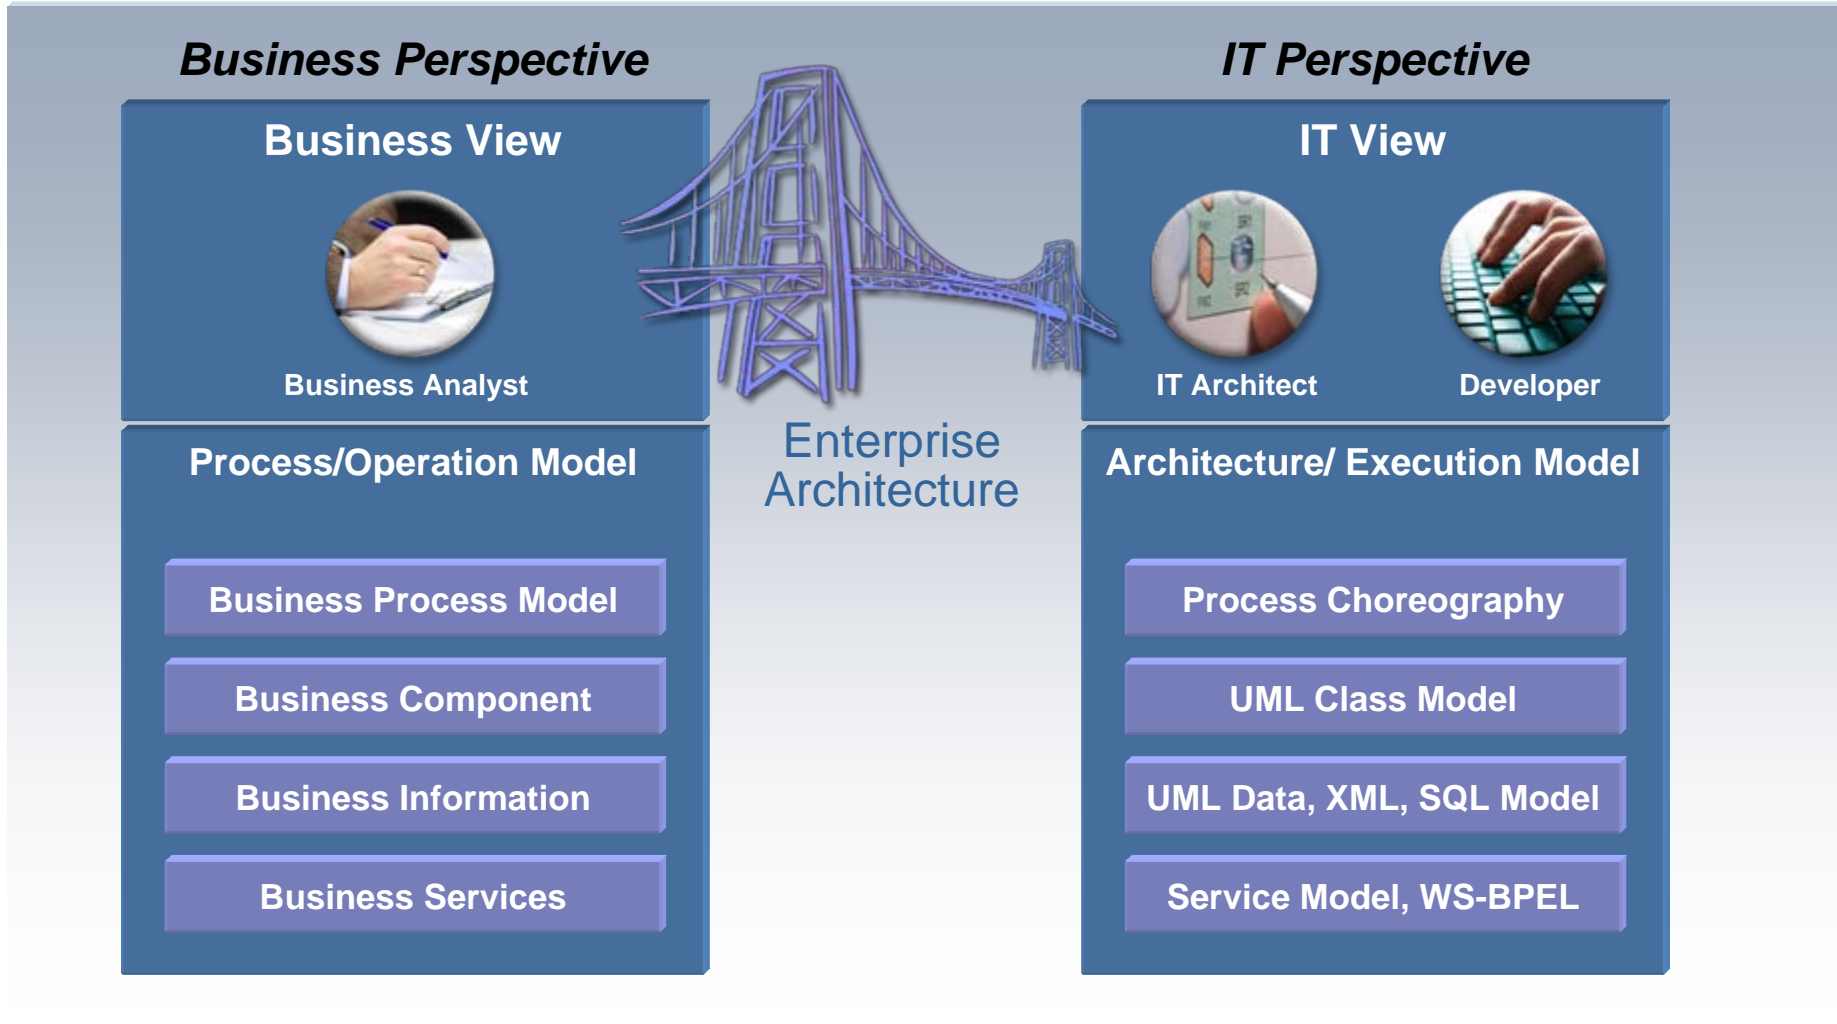 Business Perspective
IT Perspective
Business View
Business Analyst
Process/Operation Model
Business Process Model
Business Component
Business Information
Business Services
Enterprise
Architecture
IT View
IT Architect
Developer
Architecture/ Execution Model
Process Choreography
UML Class Model
UML Data, XML, SQL Model
Service Model, WS-BPEL